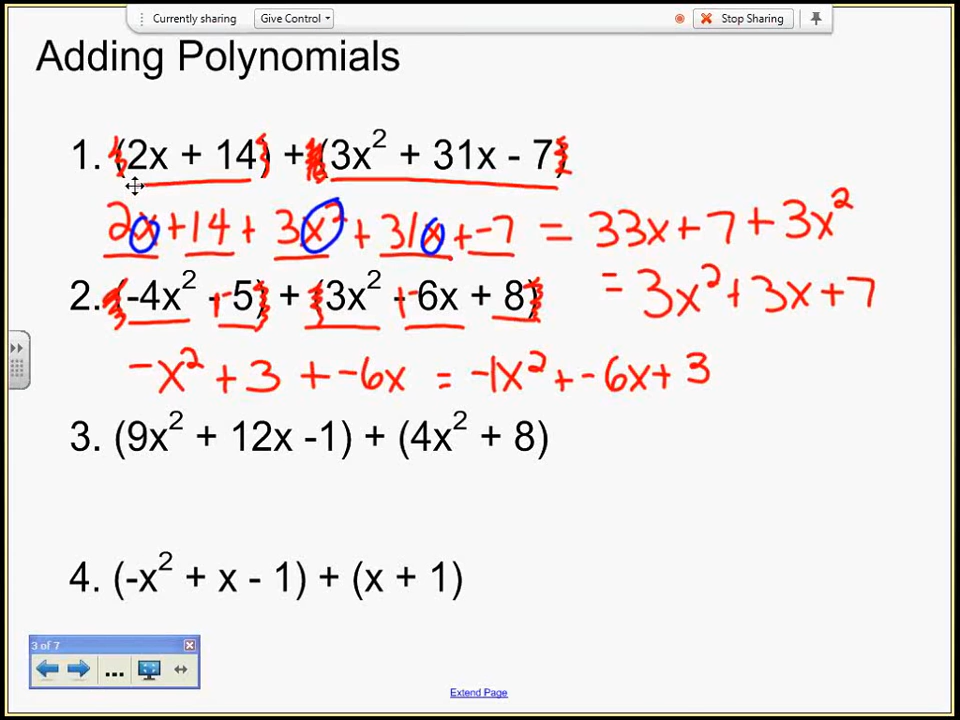 Currently sharing Give Control Stop Sharing
Adding Polynomials
1. (2x + 14) + (3x² + 31x - 7)
2x + 14 + 3x² + 31x + -7 = 33x + 7 + 3x²
= 3x² + 3x + 7
2. (-4x² - 5) + (3x² - 6x + 8)
-x² + 3 + -6x = -1x² + -6x + 3
3. (9x² + 12x -1) + (4x² + 8)
4. (-x² + x - 1) + (x + 1)
3 of 7
...
Extend Page